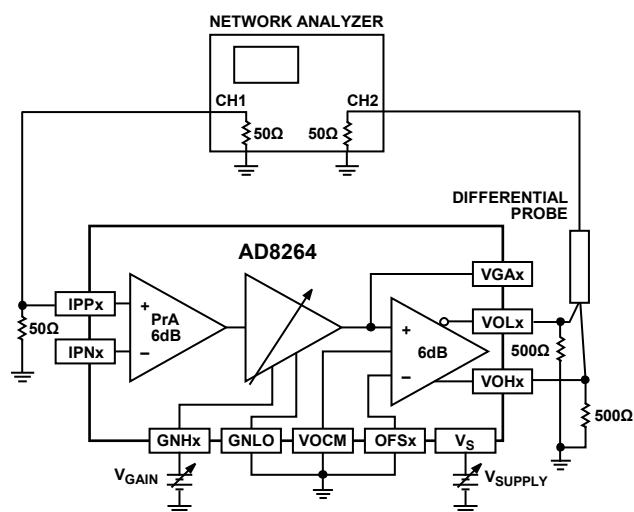 NETWORK ANALYZER
CH1
CH2
50Ω
50Ω
DIFFERENTIAL
PROBE
AD8264
VGAx
IPPx
+
PrA
6dB
–
+
6dB
–
VOLx
50Ω
IPNx
500Ω
VOHx
500Ω
GNHx
GNLO
VOCM
OFSx
VS
VGAIN
VSUPPLY